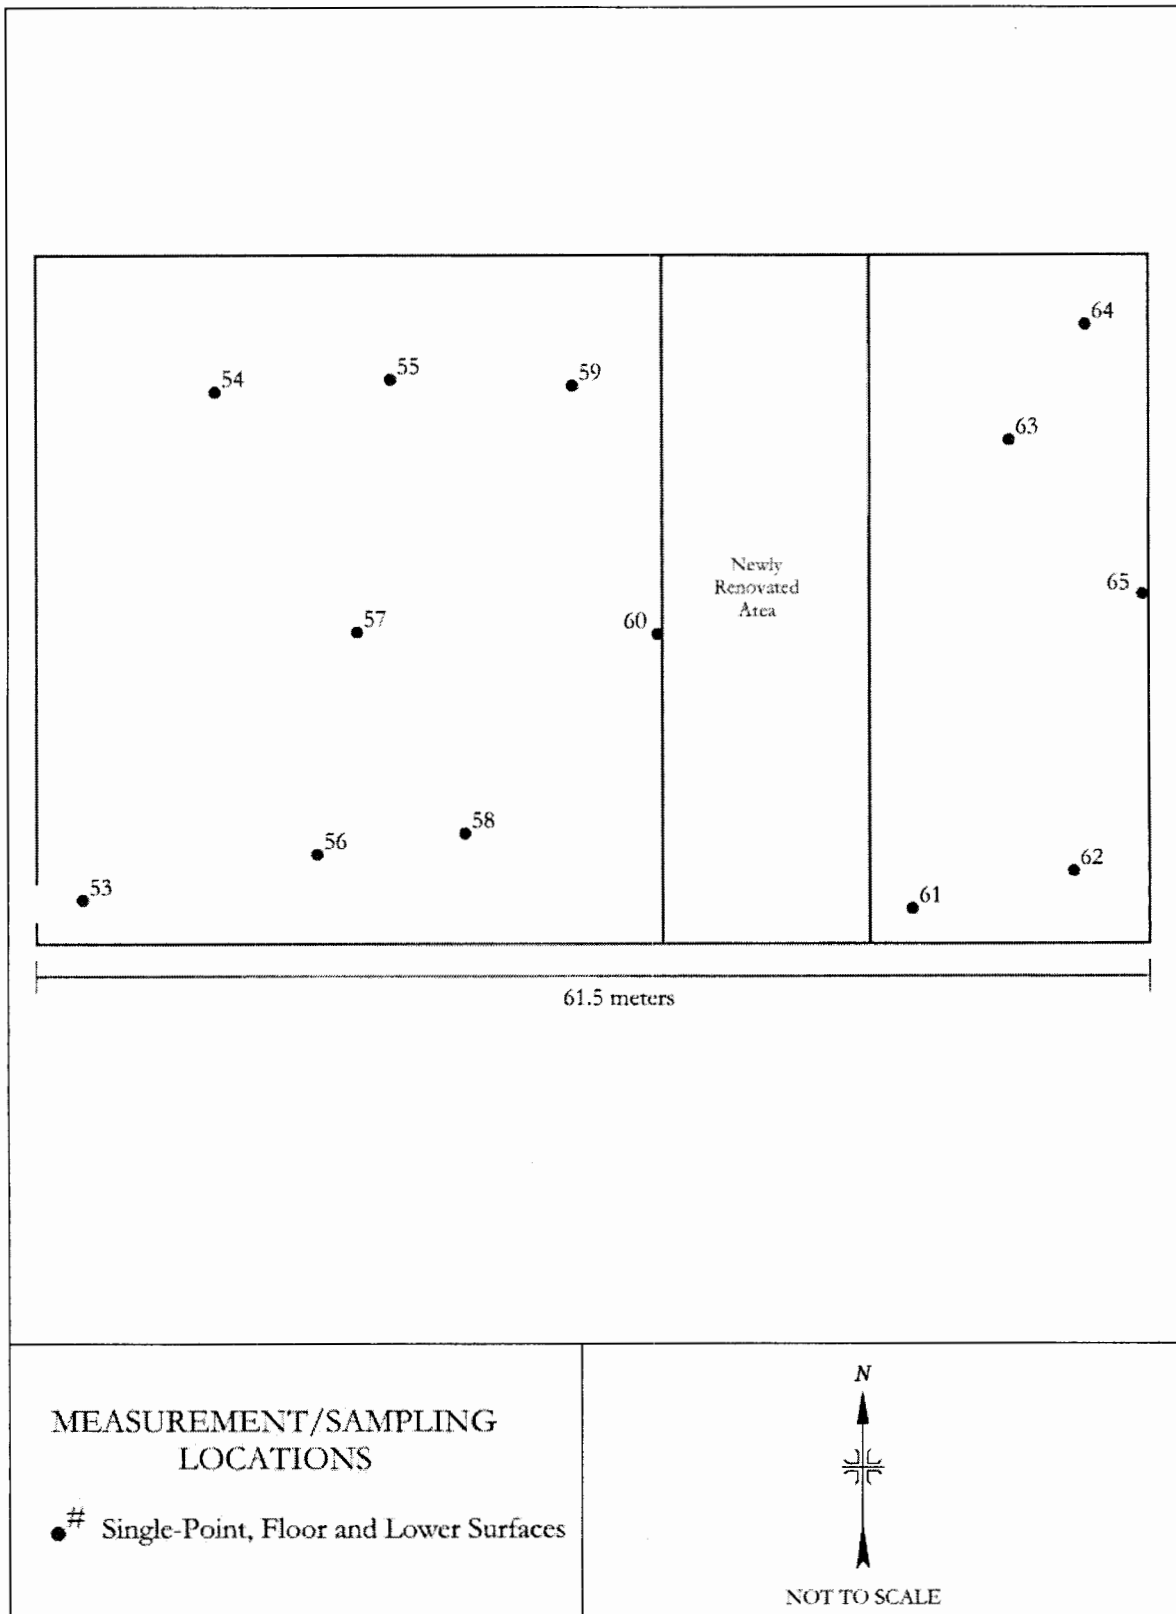 64
54
55
59
63
Newly
Renovated
Area
65
57
60
58
56
62
53
61
61.5 meters
MEASUREMENT/SAMPLING
LOCATIONS
# Single-Point, Floor and Lower Surfaces
N
NOT TO SCALE